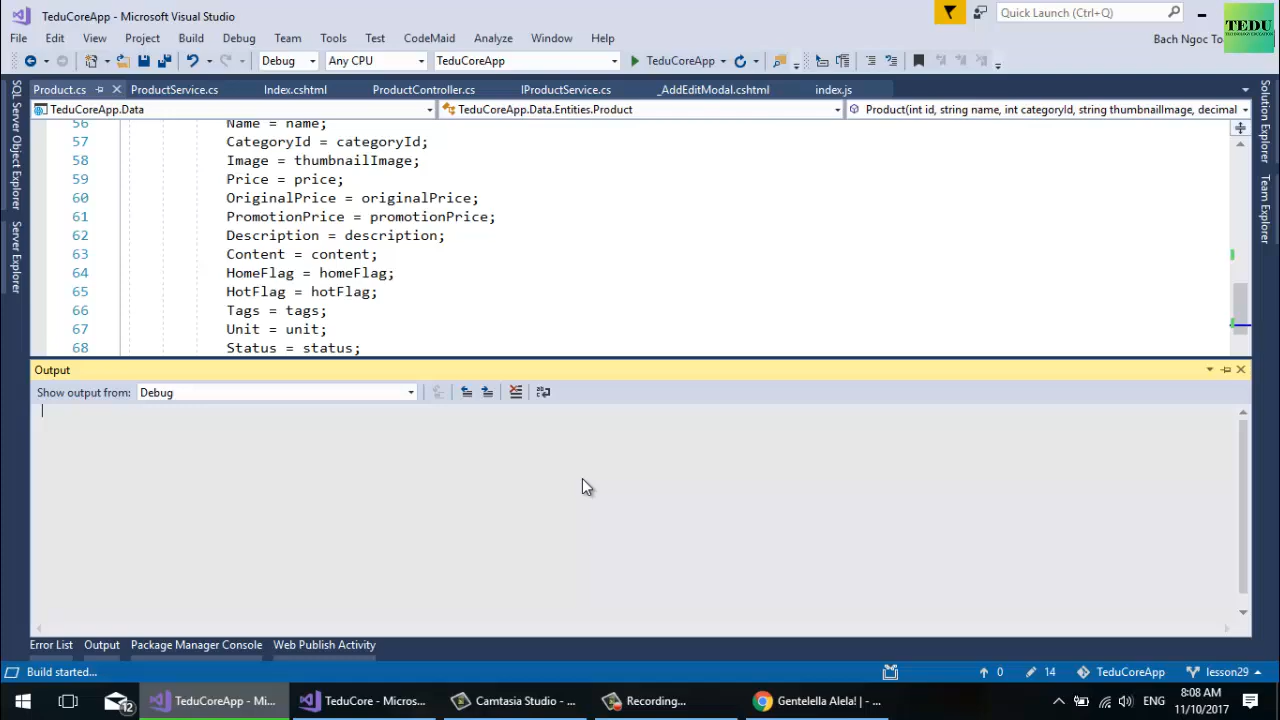 TeduCoreApp - Microsoft Visual Studio
Quick Launch (Ctrl+Q)
TEDU
File Edit View Project Build Debug Team Tools Test CodeMaid Analyze Window Help
Bach Ngoc To
Debug Any CPU TeduCoreApp TeduCoreApp
Product.cs ProductService.cs Index.cshtml ProductController.cs IProductService.cs _AddEditModal.cshtml index.js
TeduCoreApp.Data TeduCoreApp.Data.Entities.Product Product(int id, string name, int categoryId, string thumbnailImage, decimal
SQL Server Object Explorer
Server Explorer
Solution Explorer
Team Explorer
56 Name = name;
57 CategoryId = categoryId;
58 Image = thumbnailImage;
59 Price = price;
60 OriginalPrice = originalPrice;
61 PromotionPrice = promotionPrice;
62 Description = description;
63 Content = content;
64 HomeFlag = homeFlag;
65 HotFlag = hotFlag;
66 Tags = tags;
67 Unit = unit;
68 Status = status;
Output
Show output from: Debug
Error List Output Package Manager Console Web Publish Activity
Build started... 0 14 TeduCoreApp lesson29
12 TeduCoreApp - Mi... TeduCore - Micros... Camtasia Studio - ... Recording... Gentelella Alela! | - ... ENG
8:08 AM
11/10/2017